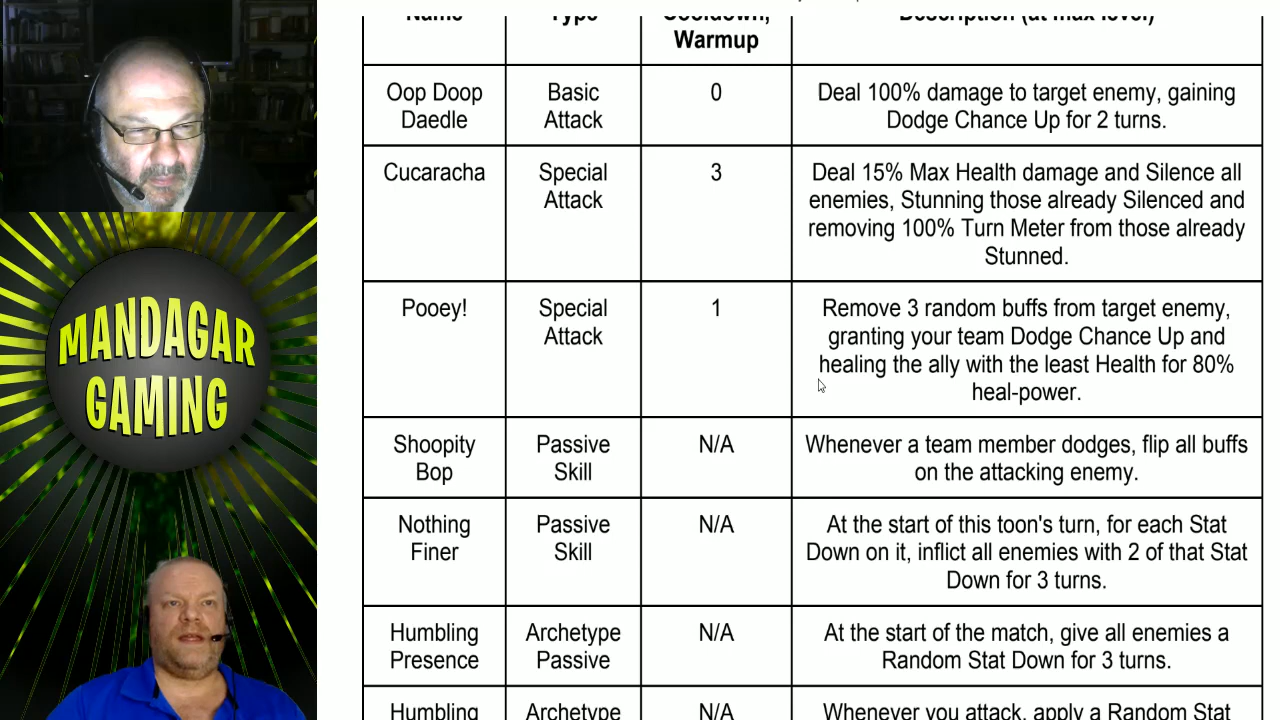 Name Type Cooldown, Description (at max level)
Warmup
Oop Doop Basic 0 Deal 100% damage to target enemy, gaining
Daedle Attack Dodge Chance Up for 2 turns.
Cucaracha Special 3 Deal 15% Max Health damage and Silence all
Attack enemies, Stunning those already Silenced and
removing 100% Turn Meter from those already
Stunned.
Pooey! Special 1 Remove 3 random buffs from target enemy,
Attack granting your team Dodge Chance Up and
healing the ally with the least Health for 80%
heal-power.
Shoopity Passive N/A Whenever a team member dodges, flip all buffs
Bop Skill on the attacking enemy.
Nothing Passive N/A At the start of this toon's turn, for each Stat
Finer Skill Down on it, inflict all enemies with 2 of that Stat
Down for 3 turns.
Humbling Archetype N/A At the start of the match, give all enemies a
Presence Passive Random Stat Down for 3 turns.
Humbling Archetype N/A Whenever you attack, apply a Random Stat
MANDAGAR
GAMING